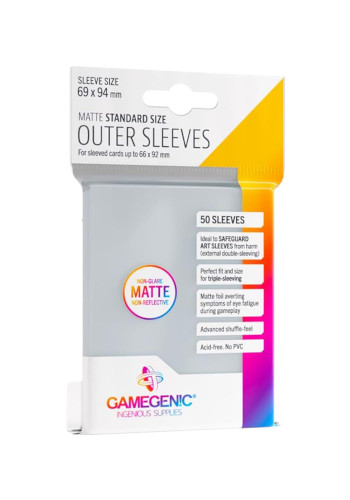 SLEEVE SIZE
69 x 94 mm
MATTE STANDARD SIZE
OUTER SLEEVES
For sleeved cards up to 66 x 92 mm
50 SLEEVES
Ideal to SAFEGUARD
ART SLEEVES from harm
(external double-sleeving)
Perfect fit and size
for triple-sleeving
NON-GLARE
MATTE
NON-REFLECTIVE
Matte foil averting
symptoms of eye fatigue
during gameplay
Advanced shuffle-feel
Acid-free. No PVC
GAMEGEN!C®
INGENIOUS SUPPLIES